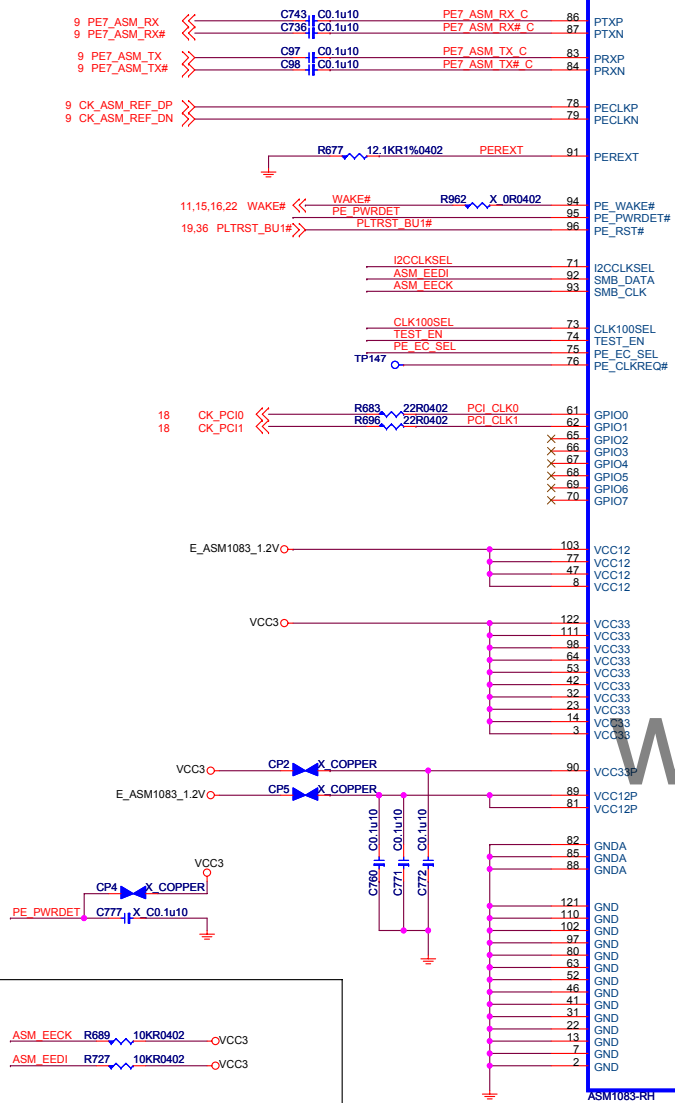 9 PE7_ASM_RX C743 C0.1u10 PE7_ASM_RX_C 86 PTXP
9 PE7_ASM_RX# C736 C0.1u10 PE7_ASM_RX#_C 87 PTXN
9 PE7_ASM_TX C97 C0.1u10 PE7_ASM_TX_C 83 PRXP
9 PE7_ASM_TX# C98 C0.1u10 PE7_ASM_TX#_C 84 PRXN
9 CK_ASM_REF_DP 78 PECLKP
9 CK_ASM_REF_DN 79 PECLKN
R677 12.1KR1%0402 PEREXT 91 PEREXT
11,15,16,22 WAKE# WAKE# R962 X_0R0402 94 PE_WAKE#
PE_PWRDET 95 PE_PWRDET#
19,36 PLTRST_BU1# PLTRST_BU1# 96 PE_RST#
I2CCLKSEL 71 I2CCLKSEL
ASM_EEDI 92 SMB_DATA
ASM_EECK 93 SMB_CLK
CLK100SEL 73 CLK100SEL
TEST_EN 74 TEST_EN
PE_EC_SEL 75 PE_EC_SEL
TP147 76 PE_CLKREQ#
18 CK_PCI0 R683 22R0402 PCI_CLK0 61 GPIO0
18 CK_PCI1 R696 22R0402 PCI_CLK1 62 GPIO1
65 GPIO2
66 GPIO3
67 GPIO4
68 GPIO5
69 GPIO6
70 GPIO7
E_ASM1083_1.2V 103 VCC12
77 VCC12
47 VCC12
8 VCC12
VCC3 122 VCC33
111 VCC33
98 VCC33
64 VCC33
53 VCC33
42 VCC33
32 VCC33
23 VCC33
14 VCC33
3 VCC33
W
VCC3 CP2 X_COPPER 90 VCC33P
E_ASM1083_1.2V CP5 X_COPPER 89 VCC12P
81 VCC12P
C760 C0.1u10
C771 C0.1u10
C772 C0.1u10
82 GNDA
85 GNDA
88 GNDA
VCC3
CP4 X_COPPER
PE_PWRDET C777 X_C0.1u10
121 GND
110 GND
102 GND
97 GND
80 GND
63 GND
52 GND
46 GND
41 GND
31 GND
22 GND
13 GND
7 GND
2 GND
ASM_EECK R689 10KR0402 VCC3
ASM_EEDI R727 10KR0402 VCC3
ASM1083-RH